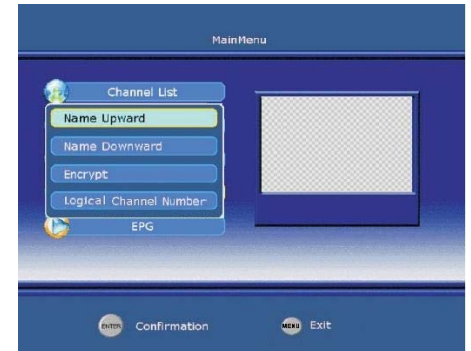 MainMenu
Channel List
Name Upward
Name Downward
Encrypt
Logical Channel Number
EPG
ENTER Confirmation MENU Exit